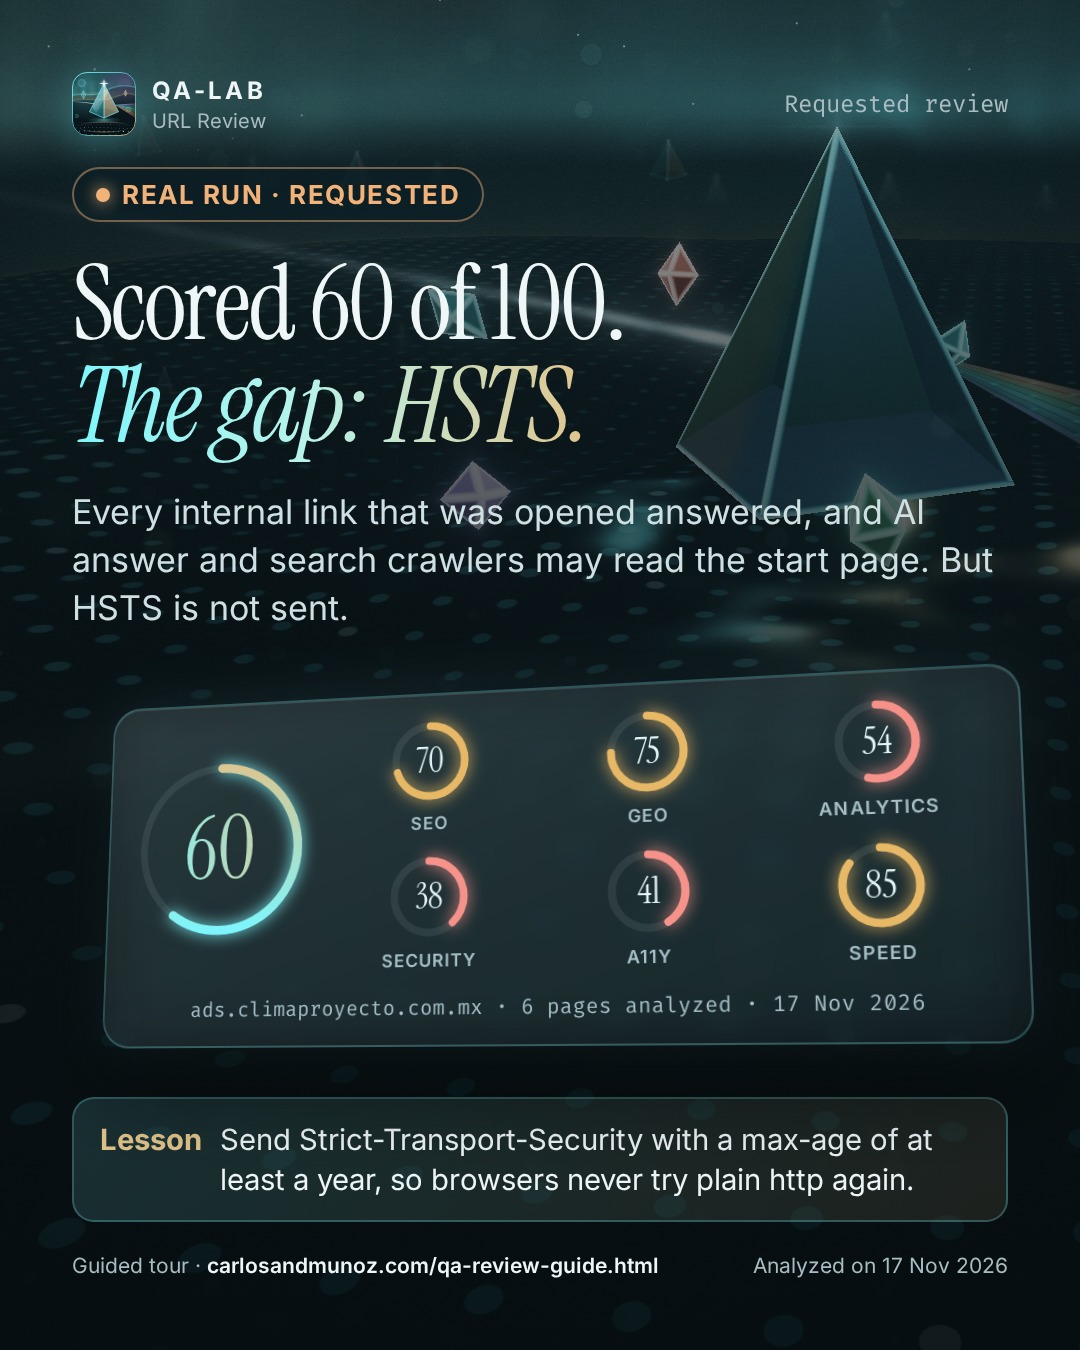 QA-LAB
URL Review
Requested review
REAL RUN · REQUESTED
Scored 60 of 100.
The gap: HSTS.
Every internal link that was opened answered, and AI
answer and search crawlers may read the start page. But
HSTS is not sent.
60
70
SEO
75
GEO
54
ANALYTICS
38
SECURITY
41
A11Y
85
SPEED
ads.climaproyecto.com.mx · 6 pages analyzed · 17 Nov 2026
Lesson Send Strict-Transport-Security with a max-age of at
least a year, so browsers never try plain http again.
Guided tour · carlosandmunoz.com/qa-review-guide.html
Analyzed on 17 Nov 2026